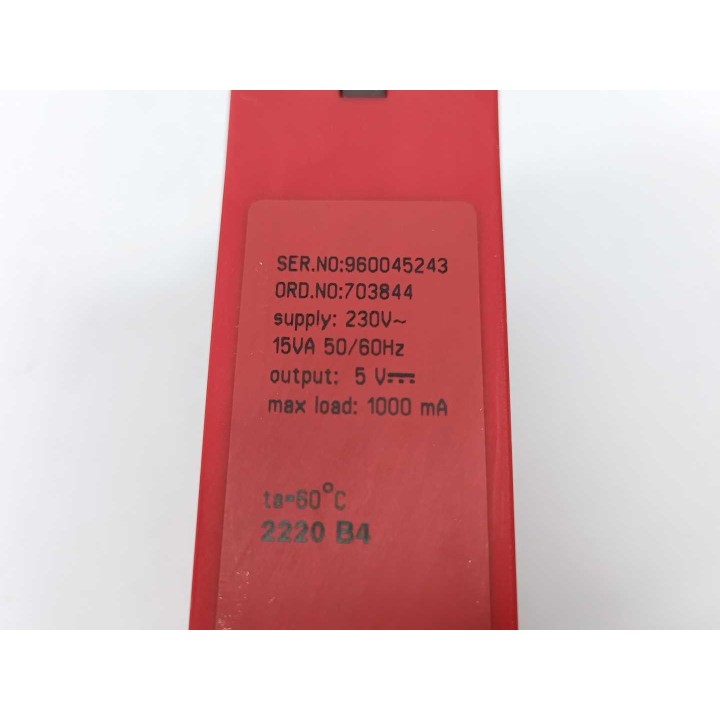 SER.NO:960045243
ORD.NO:703844
supply: 230V~
15VA 50/60Hz
output: 5 V⎓
max load: 1000 mA
ta=60°C
2220 B4